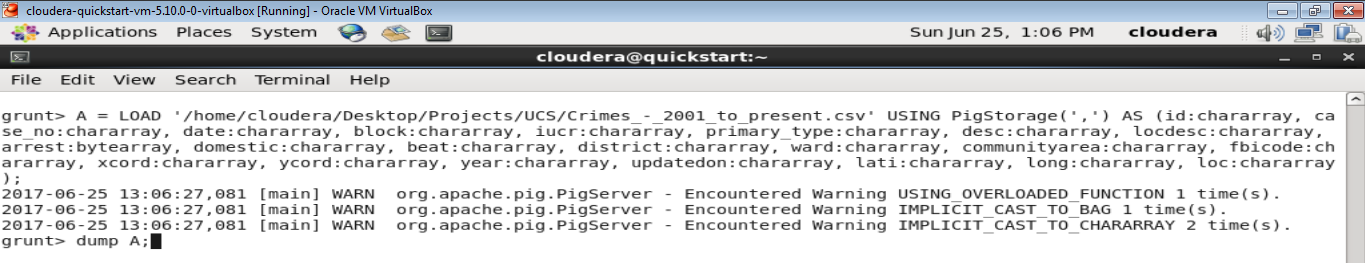 cloudera-quickstart-vm-5.10.0-0-virtualbox [Running] - Oracle VM VirtualBox
Applications Places System Sun Jun 25, 1:06 PM cloudera
cloudera@quickstart:~
File Edit View Search Terminal Help
grunt> A = LOAD '/home/cloudera/Desktop/Projects/UCS/Crimes_-_2001_to_present.csv' USING PigStorage(',') AS (id:chararray, ca
se_no:chararray, date:chararray, block:chararray, iucr:chararray, primary_type:chararray, desc:chararray, locdesc:chararray,
arrest:bytearray, domestic:chararray, beat:chararray, district:chararray, ward:chararray, communityarea:chararray, fbicode:ch
ararray, xcord:chararray, ycord:chararray, year:chararray, updatedon:chararray, lati:chararray, long:chararray, loc:chararray
);
2017-06-25 13:06:27,081 [main] WARN  org.apache.pig.PigServer - Encountered Warning USING_OVERLOADED_FUNCTION 1 time(s).
2017-06-25 13:06:27,081 [main] WARN  org.apache.pig.PigServer - Encountered Warning IMPLICIT_CAST_TO_BAG 1 time(s).
2017-06-25 13:06:27,081 [main] WARN  org.apache.pig.PigServer - Encountered Warning IMPLICIT_CAST_TO_CHARARRAY 2 time(s).
grunt> dump A;